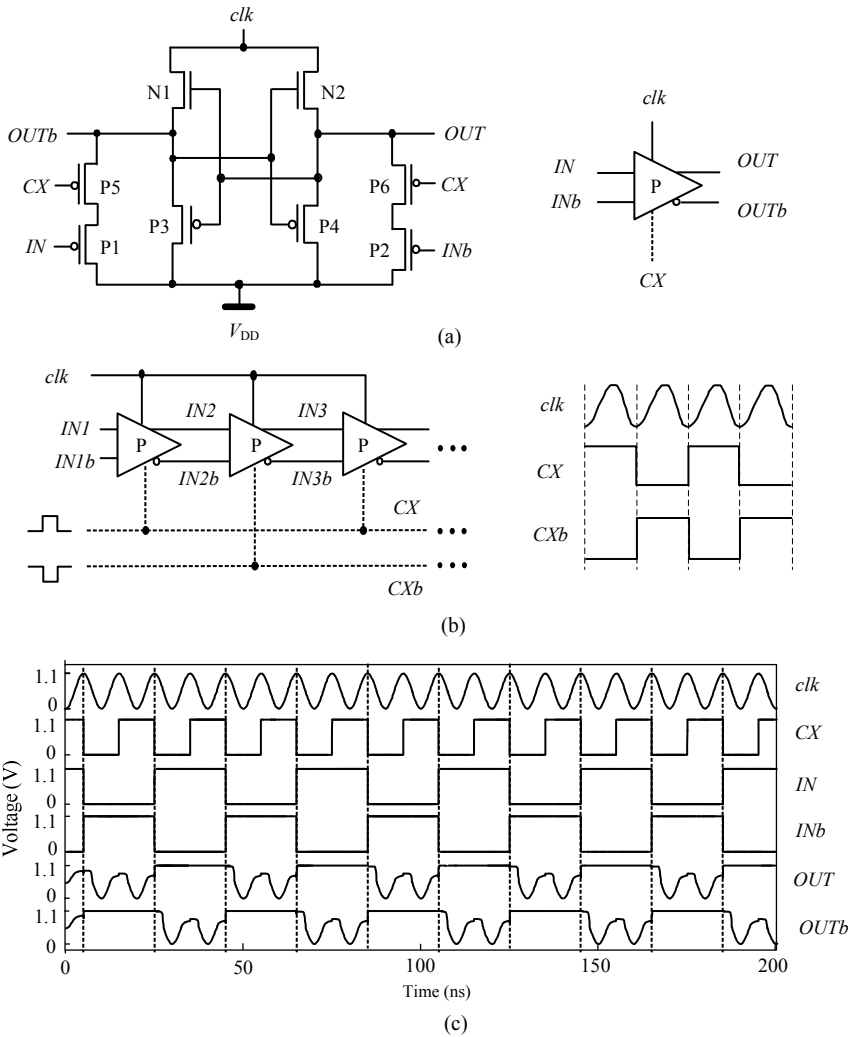 clk
N1 N2
OUTb OUT
CX P5 P6 CX
P3 P4
IN P1 P2 INb
VDD
clk
IN OUT
P
INb OUTb
CX
(a)
clk
IN1 IN2 IN3
P P P
IN1b IN2b IN3b
CX
CXb
clk
CX
CXb
(b)
Voltage (V)
1.1
0
clk
1.1
0
CX
1.1
0
IN
1.1
0
INb
1.1
0
OUT
1.1
0
OUTb
0 50 100 150 200
Time (ns)
(c)